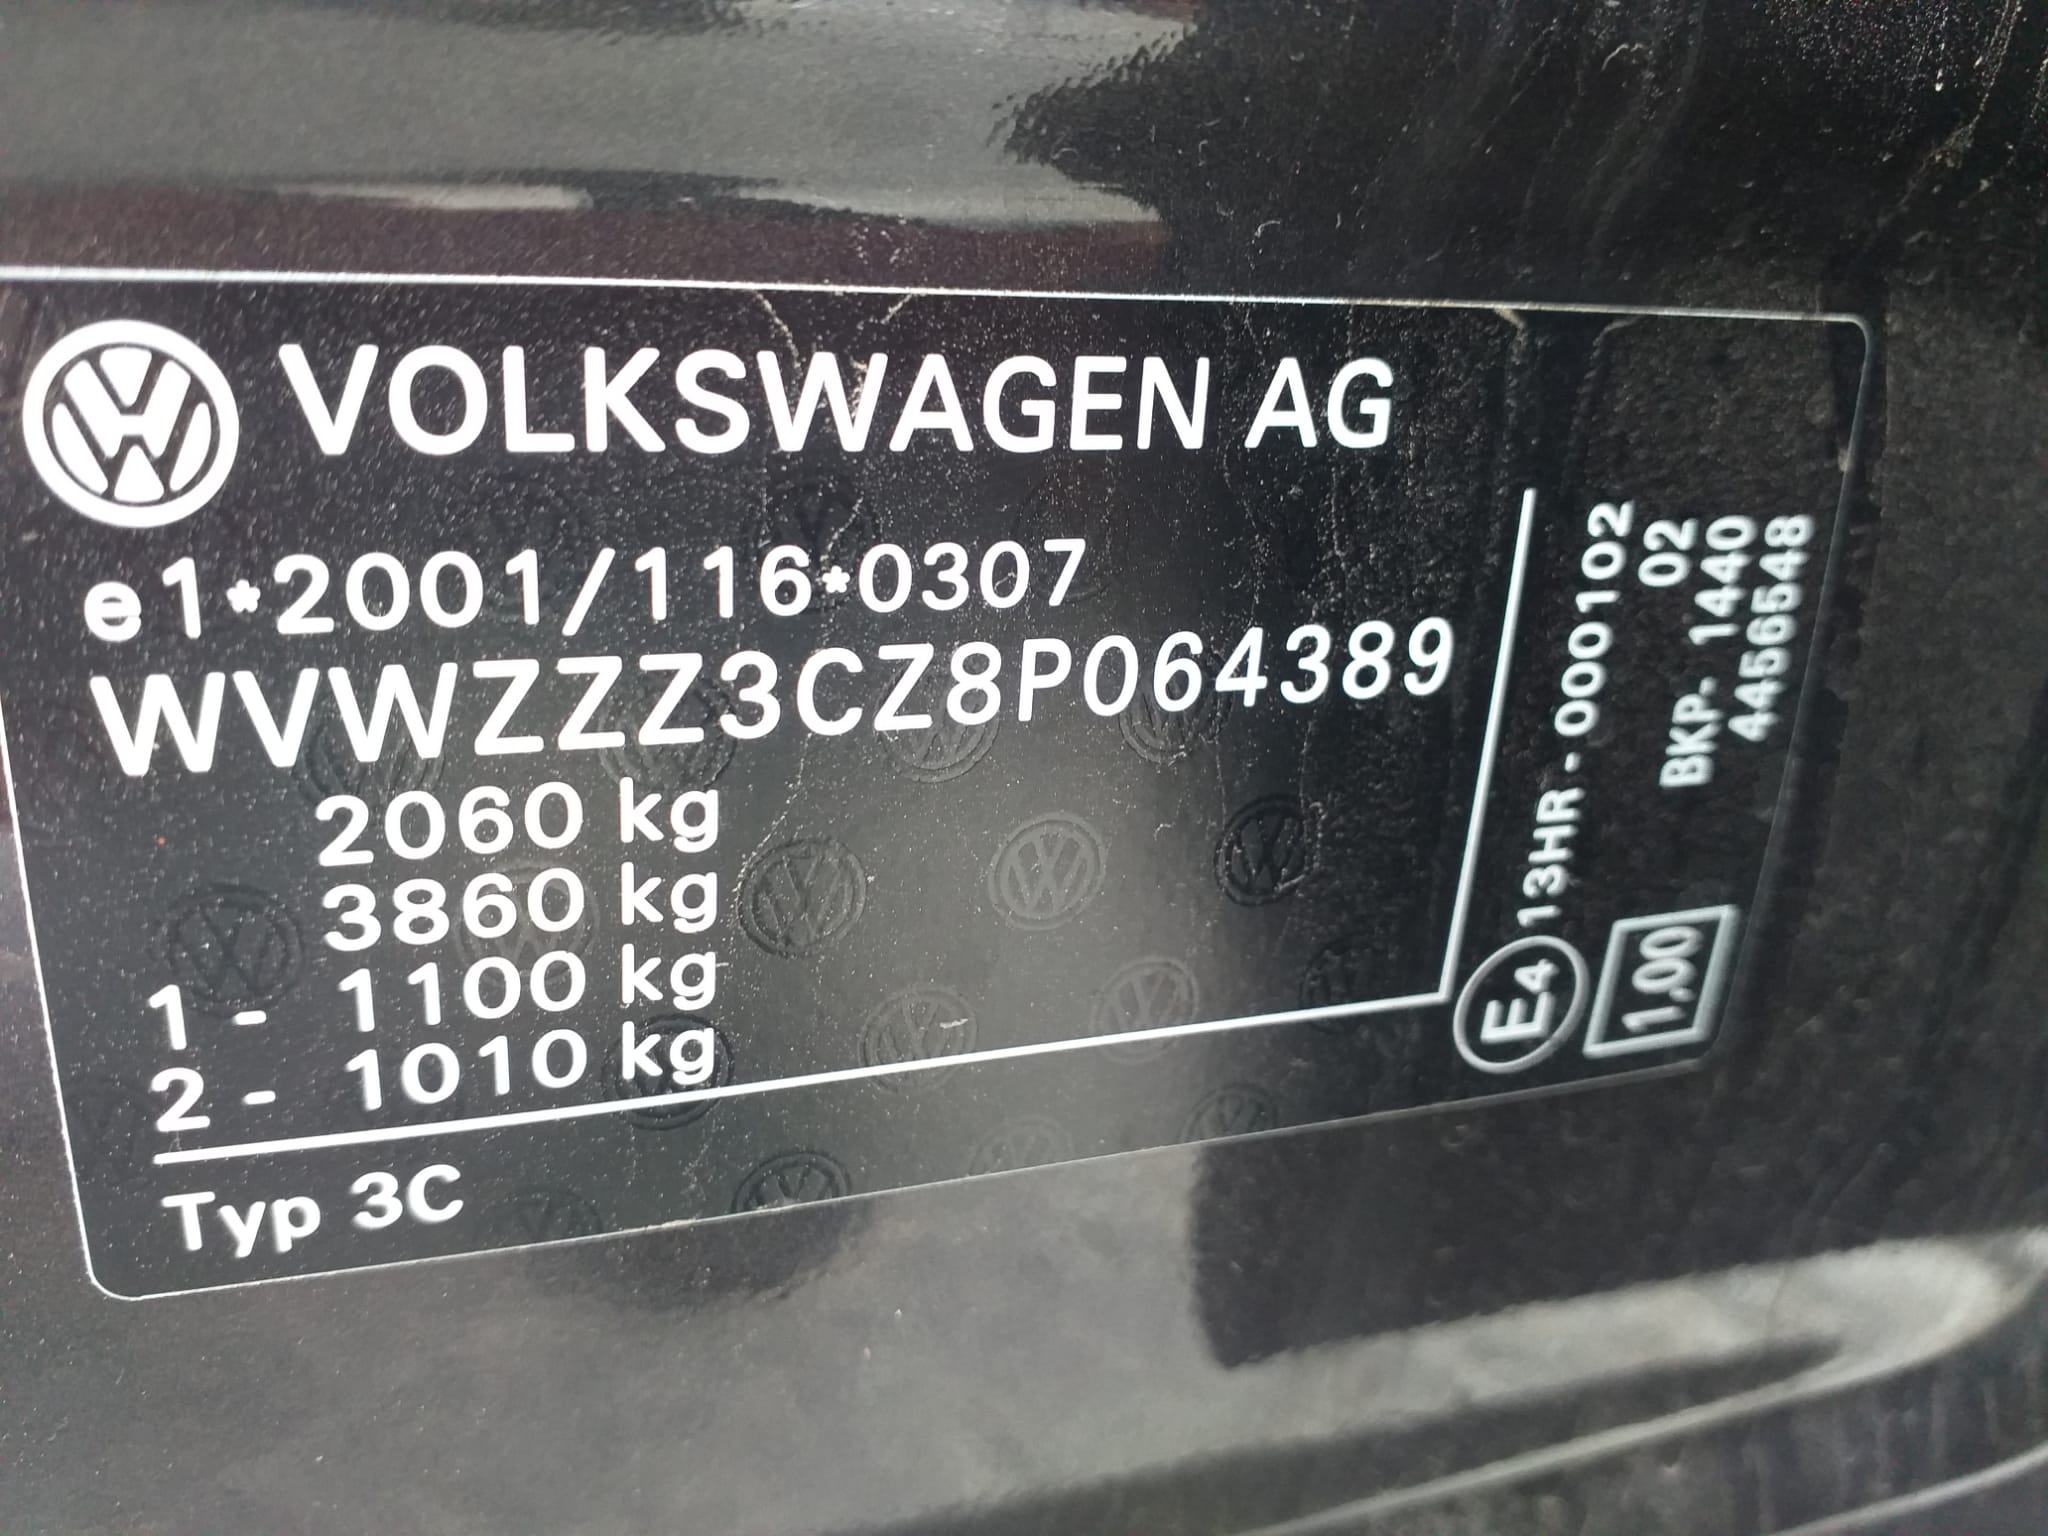 VOLKSWAGEN AG
e1*2001/116*0307
WVWZZZ3CZ8P064389
2060 kg
3860 kg
1 - 1100 kg
2 - 1010 kg
Typ 3C
E4 13HR - 000102
1,00 02
BKP- 1440
4456548